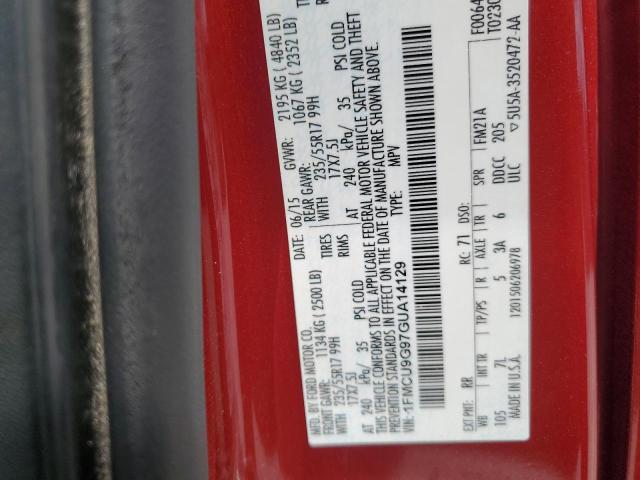 MFG. BY FORD MOTOR CO.
DATE: 06/15 GVWR: 2195 KG ( 4840 LB)
FRONT GAWR: 1134 KG ( 2500 LB) REAR GAWR: 1067 KG ( 2352 LB)
WITH 235/55R17 99H TIRES WITH 235/55R17 99H
17X7.5J RIMS 17X7.5J
AT 240 kPa/ 35 PSI COLD AT 240 kPa/ 35 PSI COLD
THIS VEHICLE CONFORMS TO ALL APPLICABLE FEDERAL MOTOR VEHICLE SAFETY AND THEFT
PREVENTION STANDARDS IN EFFECT ON THE DATE OF MANUFACTURE SHOWN ABOVE.
VIN: 1FMCU9G97GUA14129 TYPE: MPV
F0064
T0230
EXT PNT: RR RC: 71 DSO: FM21A
WB INT TR TP/PS R AXLE TR SPR
105 7L 5 3A 6 DDCC 205
MADE IN U.S.A. 1201506206978 ULC ▽5U5A-3520472-AA